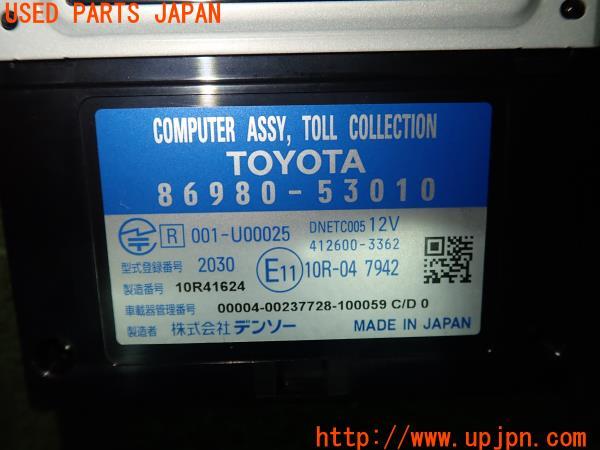 USED PARTS JAPAN
COMPUTER ASSY, TOLL COLLECTION
TOYOTA
86980-53010
R 001-U00025
DNETC005 12V
412600-3362
型式登録番号 2030
E11 10R-04 7942
製造番号 10R41624
車載器管理番号 00004-00237728-100059 C/D 0
製造者 株式会社デンソー
MADE IN JAPAN
http://www.upjpn.com